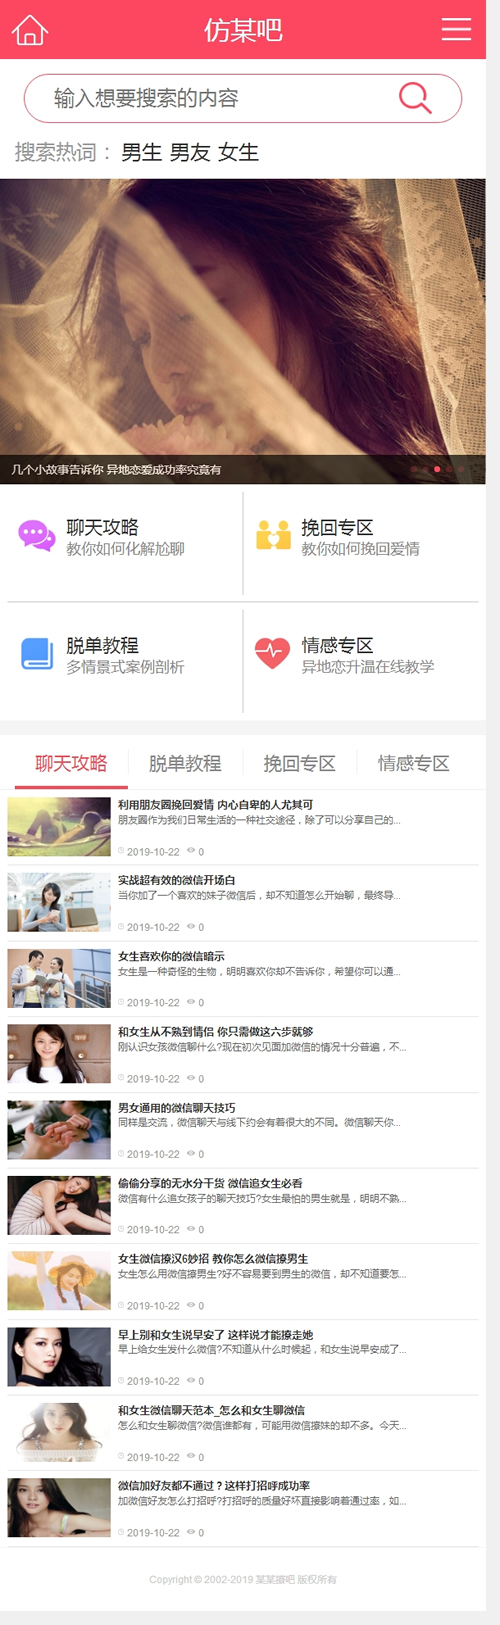 仿某吧
输入想要搜索的内容
搜索热词： 男生 男友 女生
几个小故事告诉你 异地恋爱成功率究竟有
聊天攻略
教你如何化解尬聊
挽回专区
教你如何挽回爱情
脱单教程
多情景式案例剖析
情感专区
异地恋升温在线教学
聊天攻略 脱单教程 挽回专区 情感专区
利用朋友圈挽回爱情 内心自卑的人尤其可
朋友圈作为我们日常生活的一种社交途径，除了可以分享自己的...
2019-10-22 0
实战超有效的微信开场白
当你加了一个喜欢的妹子微信后，却不知道怎么开始聊，最终导...
2019-10-22 0
女生喜欢你的微信暗示
女生是一种奇怪的生物，明明喜欢你却不告诉你，希望你可以通...
2019-10-22 0
和女生从不熟到情侣 你只需做这六步就够
刚认识女孩微信聊什么?现在初次见面加微信的情况十分普遍，不...
2019-10-22 0
男女通用的微信聊天技巧
同样是交流，微信聊天与线下约会有着很大的不同。微信聊天你...
2019-10-22 0
偷偷分享的无水分干货 微信追女生必看
微信有什么追女孩子的聊天技巧?女生最怕的男生就是，明明不熟...
2019-10-22 0
女生微信撩汉6妙招 教你怎么微信撩男生
女生怎么用微信撩男生?好不容易要到男生的微信，却不知道要怎...
2019-10-22 0
早上别和女生说早安了 这样说才能撩走她
早上给女生发什么微信?不知道从什么时候起，和女生说早安成了...
2019-10-22 0
和女生微信聊天范本_怎么和女生聊微信
怎么和女生聊微信?微信谁都有，可能用微信撩妹的却不多。今天...
2019-10-22 0
微信加好友都不通过？这样打招呼成功率
加微信好友怎么打招呼?打招呼的质量好坏直接影响着通过率，如...
2019-10-22 0
Copyright © 2002-2019 某某撩吧 版权所有